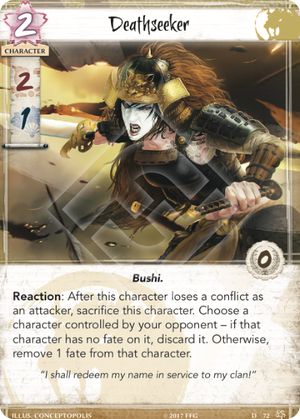 2
Deathseeker
CHARACTER
2
1
0
Bushi.
Reaction: After this character loses a conflict as
an attacker, sacrifice this character. Choose a
character controlled by your opponent – if that
character has no fate on it, discard it. Otherwise,
remove 1 fate from that character.
"I shall redeem my name in service to my clan!"
ILLUS: CONCEPTOPOLIS © 2017 FFG D 72